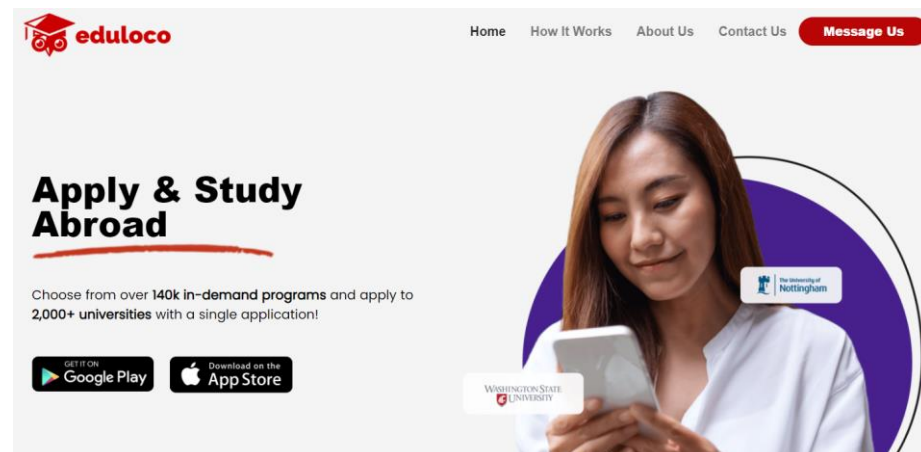 eduloco
Home How It Works About Us Contact Us Message Us
Apply & Study
Abroad
Choose from over 140k in-demand programs and apply to
2,000+ universities with a single application!
GET IT ON
Google Play
Download on the
App Store
The University of
Nottingham
WASHINGTON STATE
UNIVERSITY